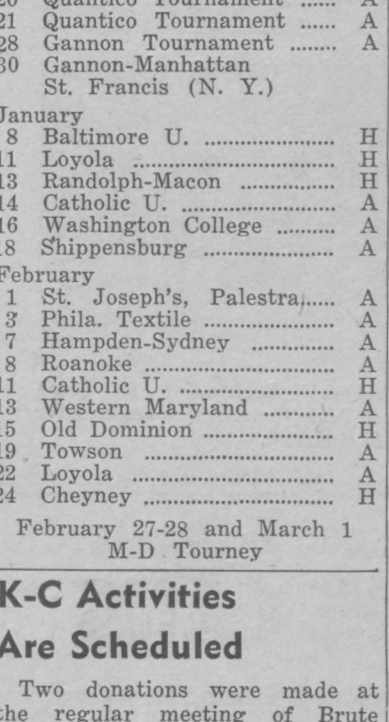 20 Quantico Tournament ...... A
21 Quantico Tournament ...... A
28 Gannon Tournament ........ A
30 Gannon-Manhattan
St. Francis (N. Y.)
January
8 Baltimore U. ....................... H
11 Loyola ................................ H
13 Randolph-Macon ................ H
14 Catholic U. ......................... A
16 Washington College .......... A
18 Shippensburg ..................... A
February
1 St. Joseph's, Palestra ...... A
3 Phila. Textile ..................... A
7 Hampden-Sydney .............. A
8 Roanoke ............................. A
11 Catholic U. ......................... H
13 Western Maryland ............ A
15 Old Dominion ..................... H
19 Towson ............................... A
22 Loyola ................................ A
24 Cheyney .............................. H
February 27-28 and March 1
M-D Tourney
K-C Activities
Are Scheduled
Two donations were made at
the regular meeting of Brute